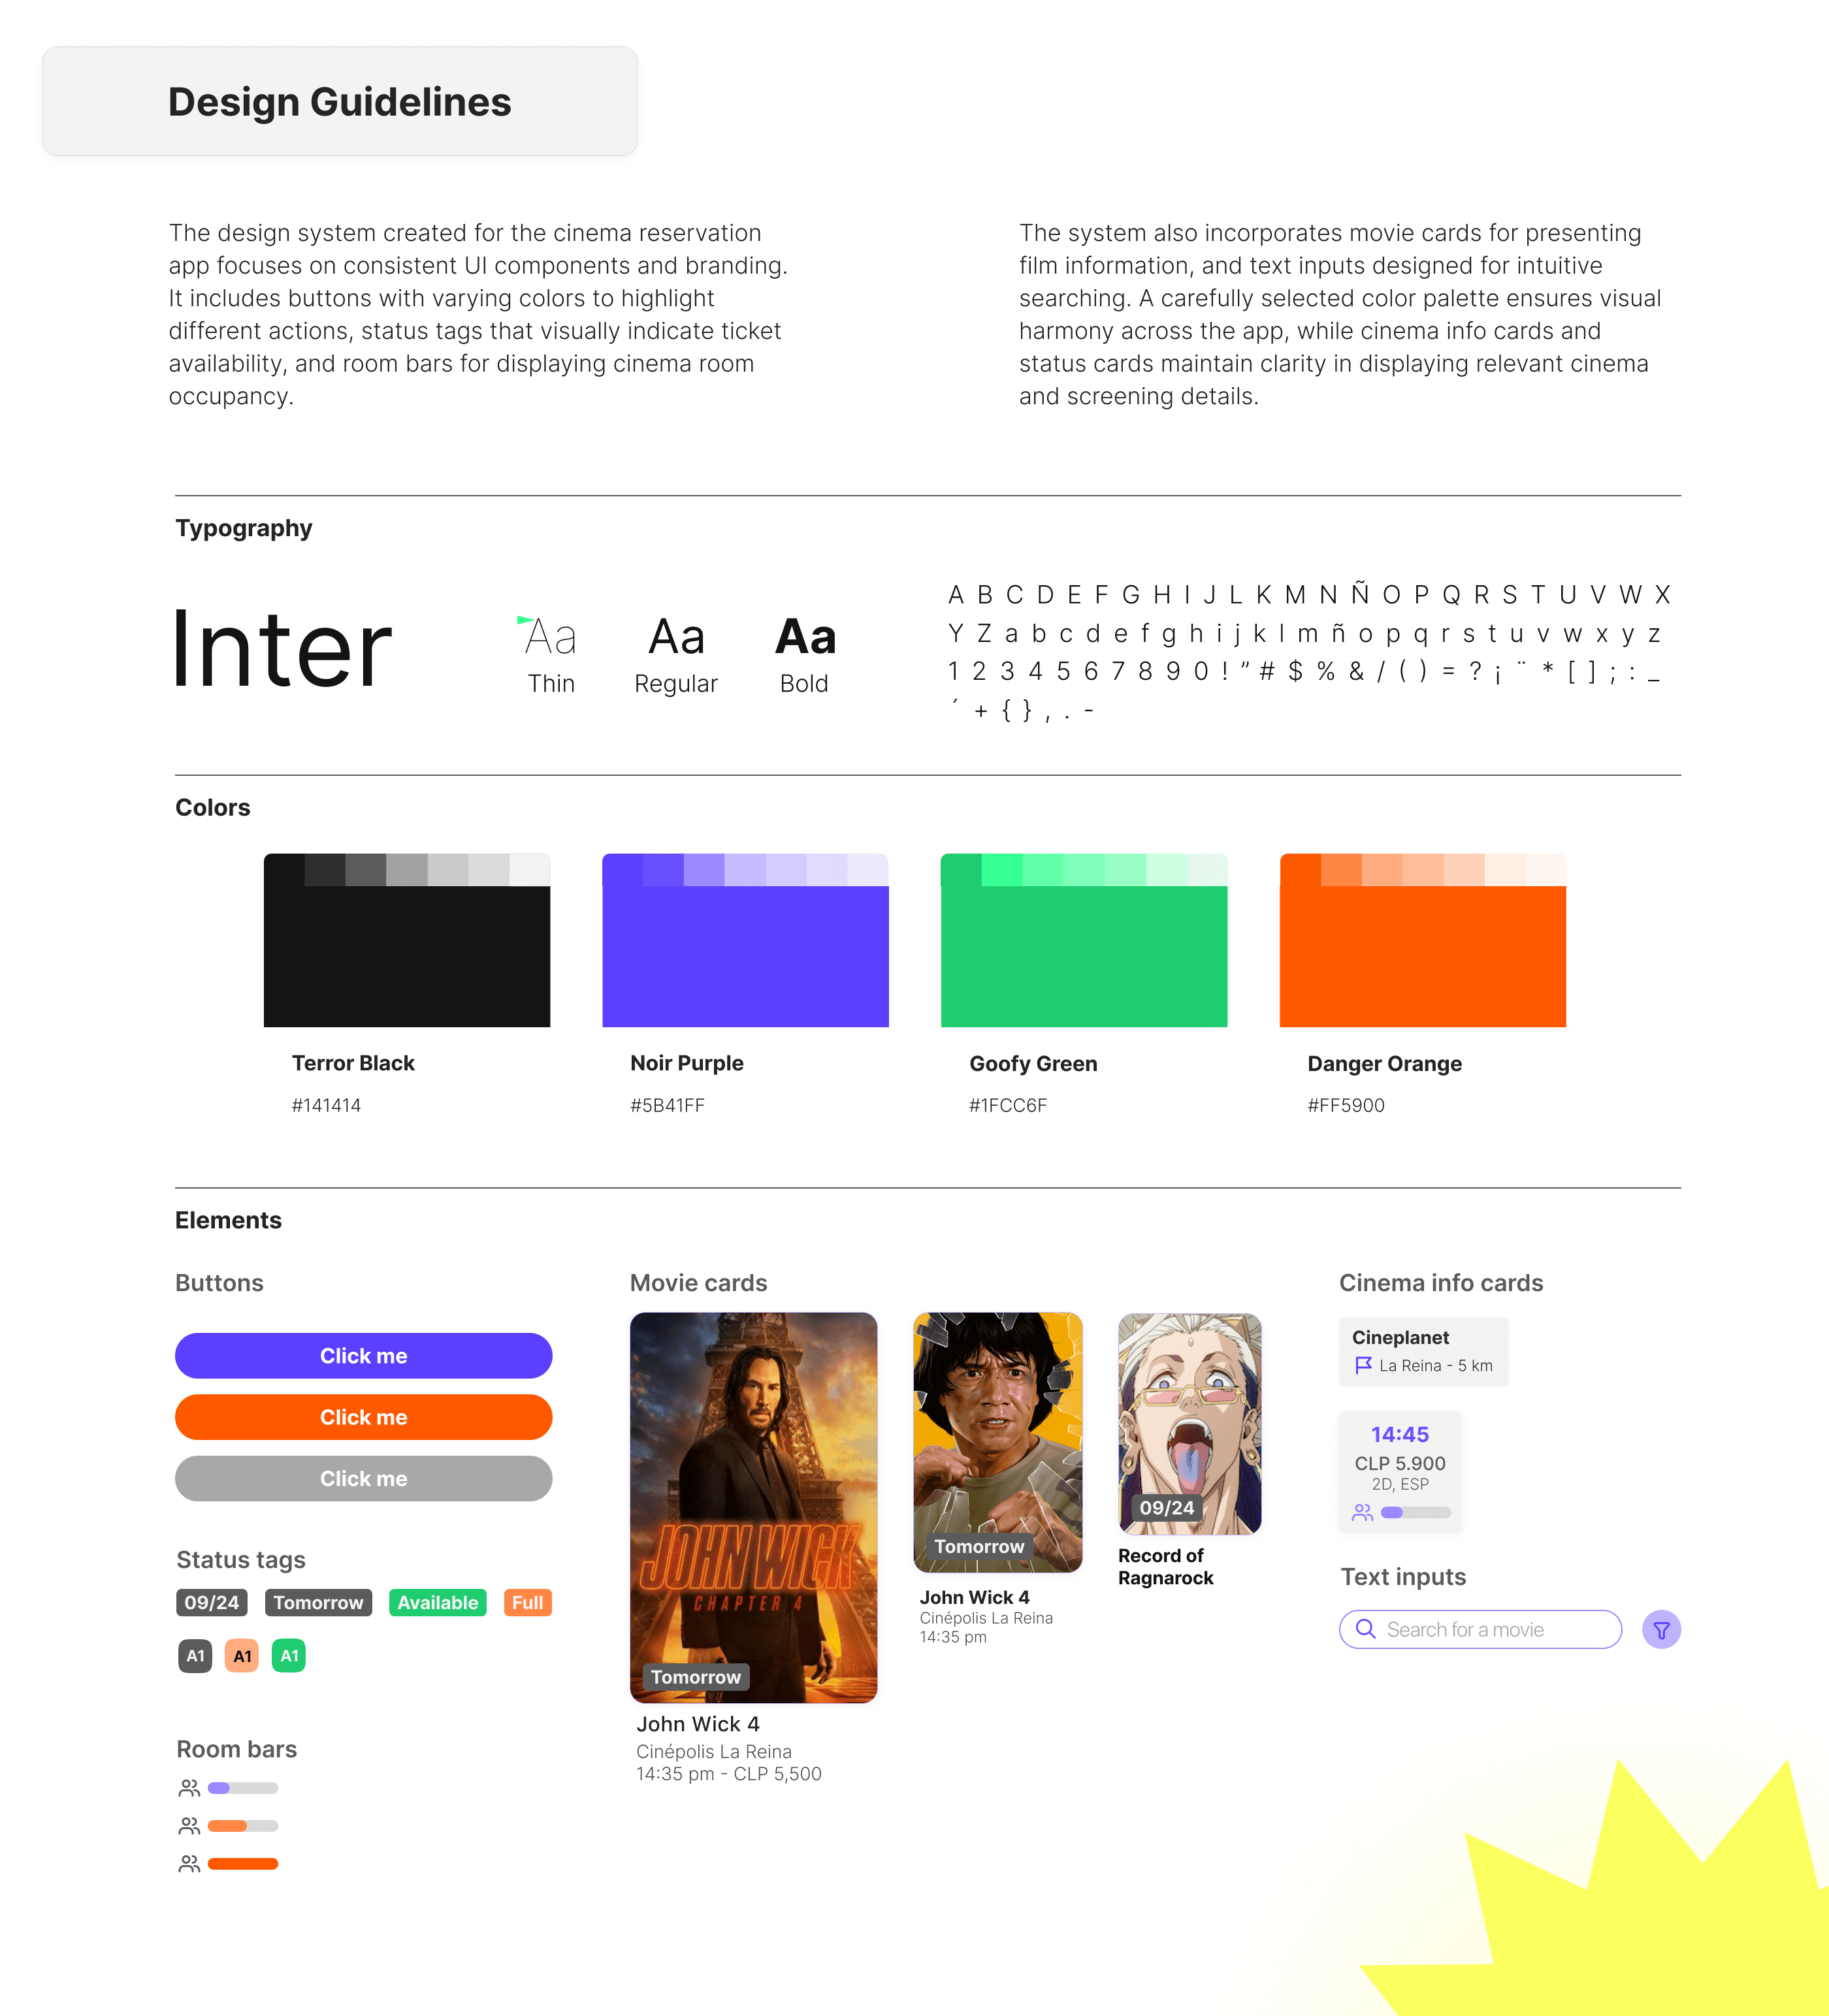 Design Guidelines
The design system created for the cinema reservation
app focuses on consistent UI components and branding.
It includes buttons with varying colors to highlight
different actions, status tags that visually indicate ticket
availability, and room bars for displaying cinema room
occupancy.
The system also incorporates movie cards for presenting
film information, and text inputs designed for intuitive
searching. A carefully selected color palette ensures visual
harmony across the app, while cinema info cards and
status cards maintain clarity in displaying relevant cinema
and screening details.
Typography
Inter
Aa
Thin
Aa
Regular
Aa
Bold
A B C D E F G H I J L K M N Ñ O P Q R S T U V W X
Y Z a b c d e f g h i j k l m ñ o p q r s t u v w x y z
1 2 3 4 5 6 7 8 9 0 ! ” # $ % & / ( ) = ? ¡ ¨ * [ ] ; : _
´ + { } , . -
Colors
Terror Black
#141414
Noir Purple
#5B41FF
Goofy Green
#1FCC6F
Danger Orange
#FF5900
Elements
Buttons
Click me
Click me
Click me
Status tags
09/24 Tomorrow Available Full
A1 A1 A1
Room bars
Movie cards
JOHN WICK
CHAPTER 4
Tomorrow
John Wick 4
Cinépolis La Reina
14:35 pm - CLP 5,500
Tomorrow
John Wick 4
Cinépolis La Reina
14:35 pm
09/24
Record of
Ragnarock
Cinema info cards
Cineplanet
La Reina - 5 km
14:45
CLP 5.900
2D, ESP
Text inputs
Search for a movie